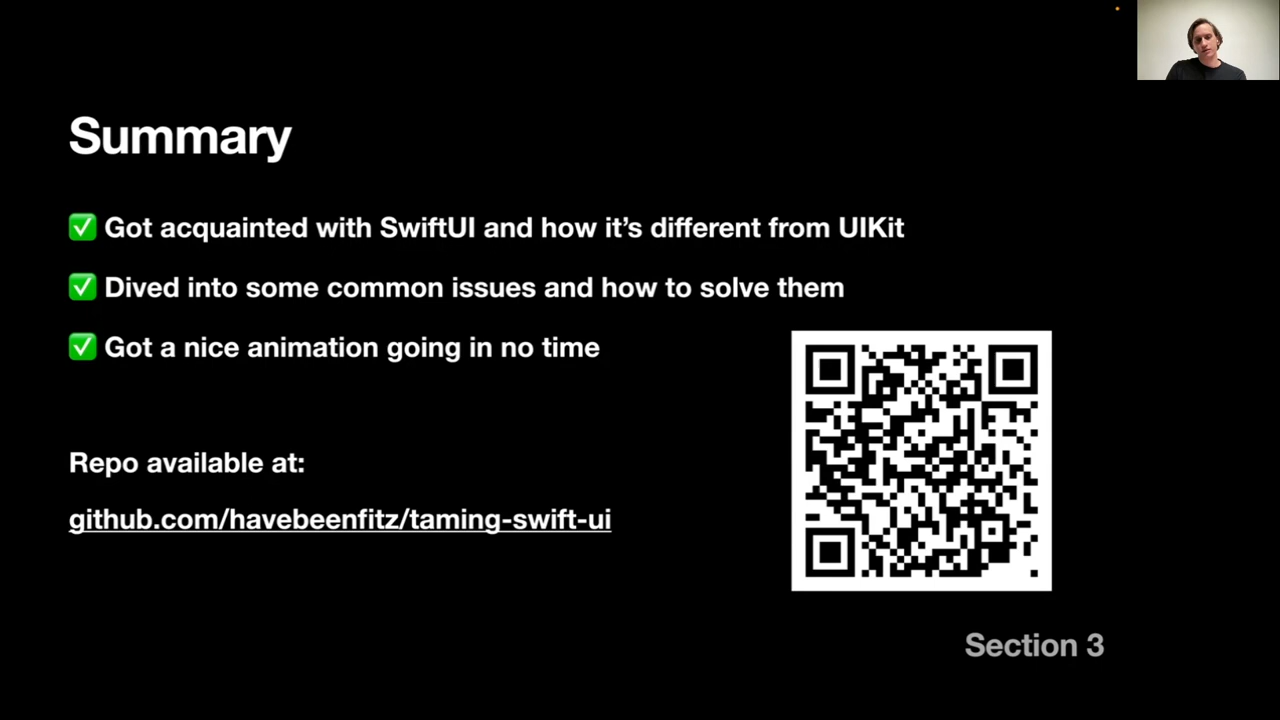 Summary
✅ Got acquainted with SwiftUI and how it’s different from UIKit
✅ Dived into some common issues and how to solve them
✅ Got a nice animation going in no time
Repo available at:
github.com/havebeenfitz/taming-swift-ui
Section 3